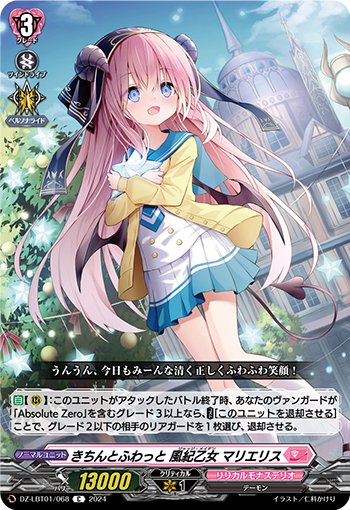 3
グレード
ツインドライブ
ペルソナライド
うんうん、今日もみーんな清く正しくふわふわ笑顔！
自【R】：このユニットがアタックしたバトル終了時、あなたのヴァンガードが
「Absolute Zero」を含むグレード３以上なら、【コスト】[このユニットを退却させる]
ことで、グレード２以下の相手のリアガードを１枚選び、退却させる。
ノーマルユニット
きちんとふわっと 風紀乙女 マリエリス
パワー 13000 クリティカル 1 リリカルモナステリオ
デーモン
D DZ-LBT01/068 C 2024 イラスト／仁科かけり